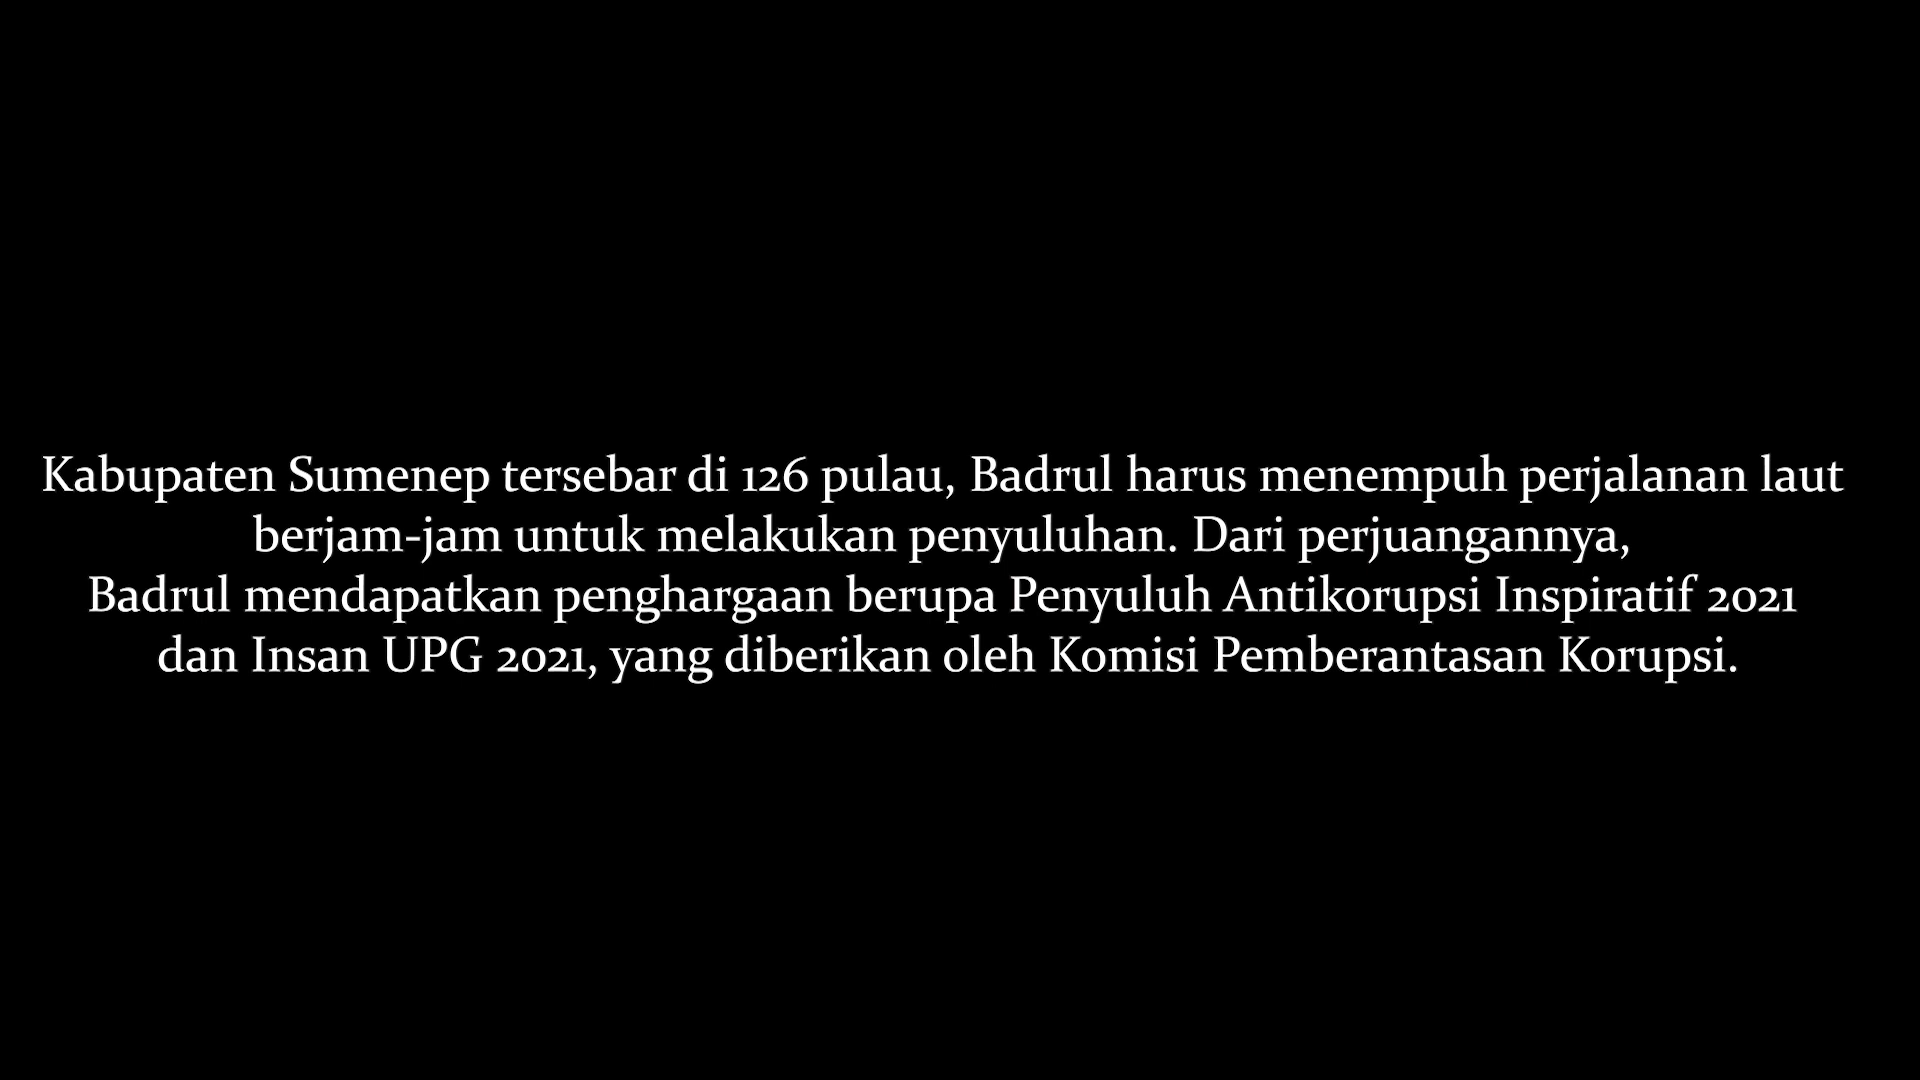 Kabupaten Sumenep tersebar di 126 pulau, Badrul harus menempuh perjalanan laut
berjam-jam untuk melakukan penyuluhan. Dari perjuangannya,
Badrul mendapatkan penghargaan berupa Penyuluh Antikorupsi Inspiratif 2021
dan Insan UPG 2021, yang diberikan oleh Komisi Pemberantasan Korupsi.